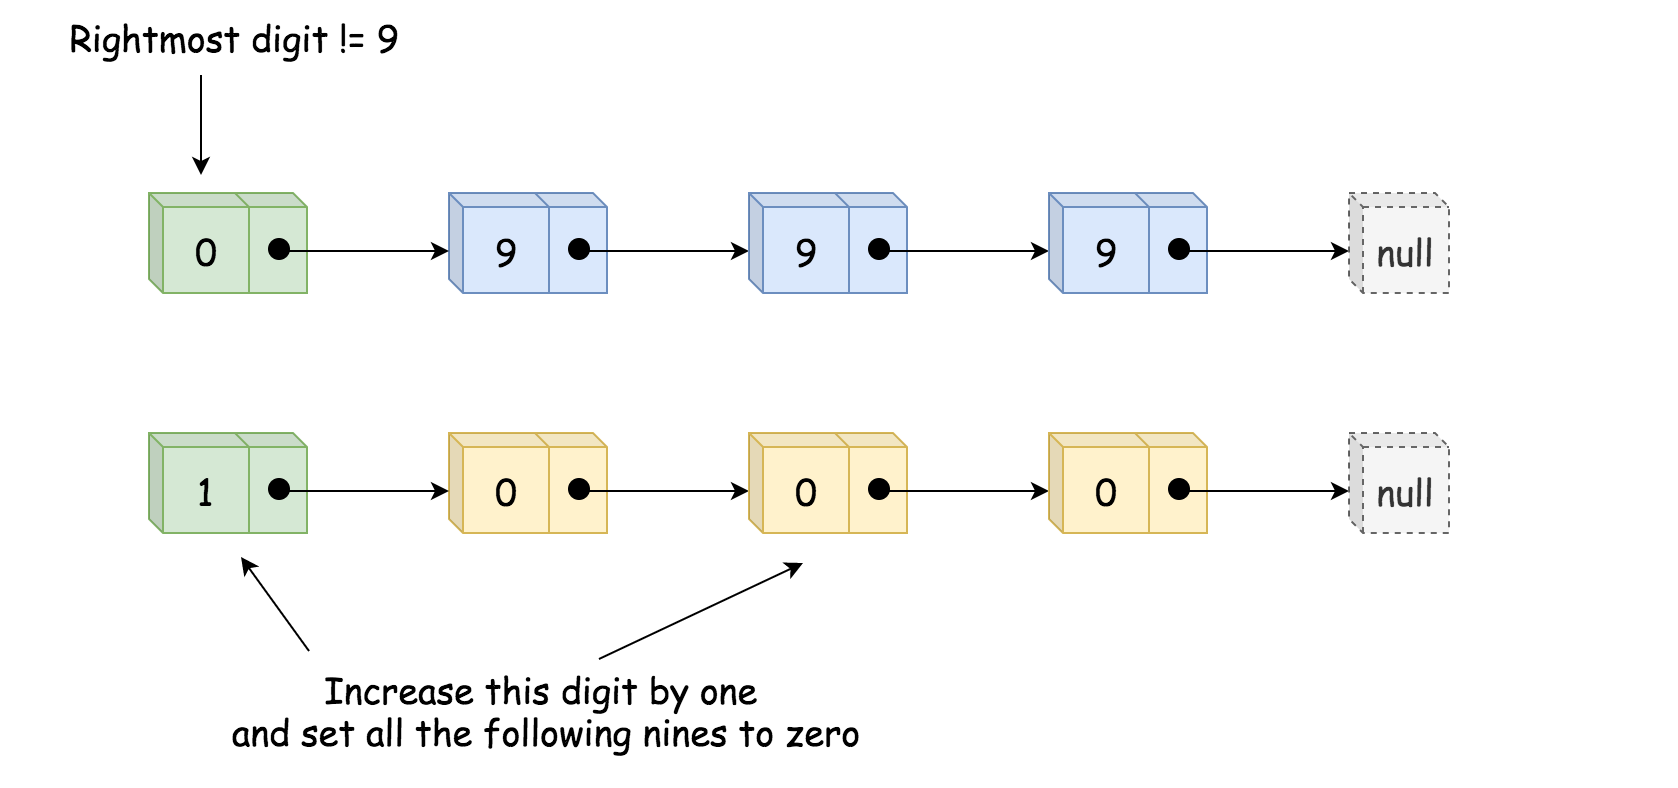 Rightmost digit != 9
0 9 9 9 null
1 0 0 0 null
Increase this digit by one
and set all the following nines to zero